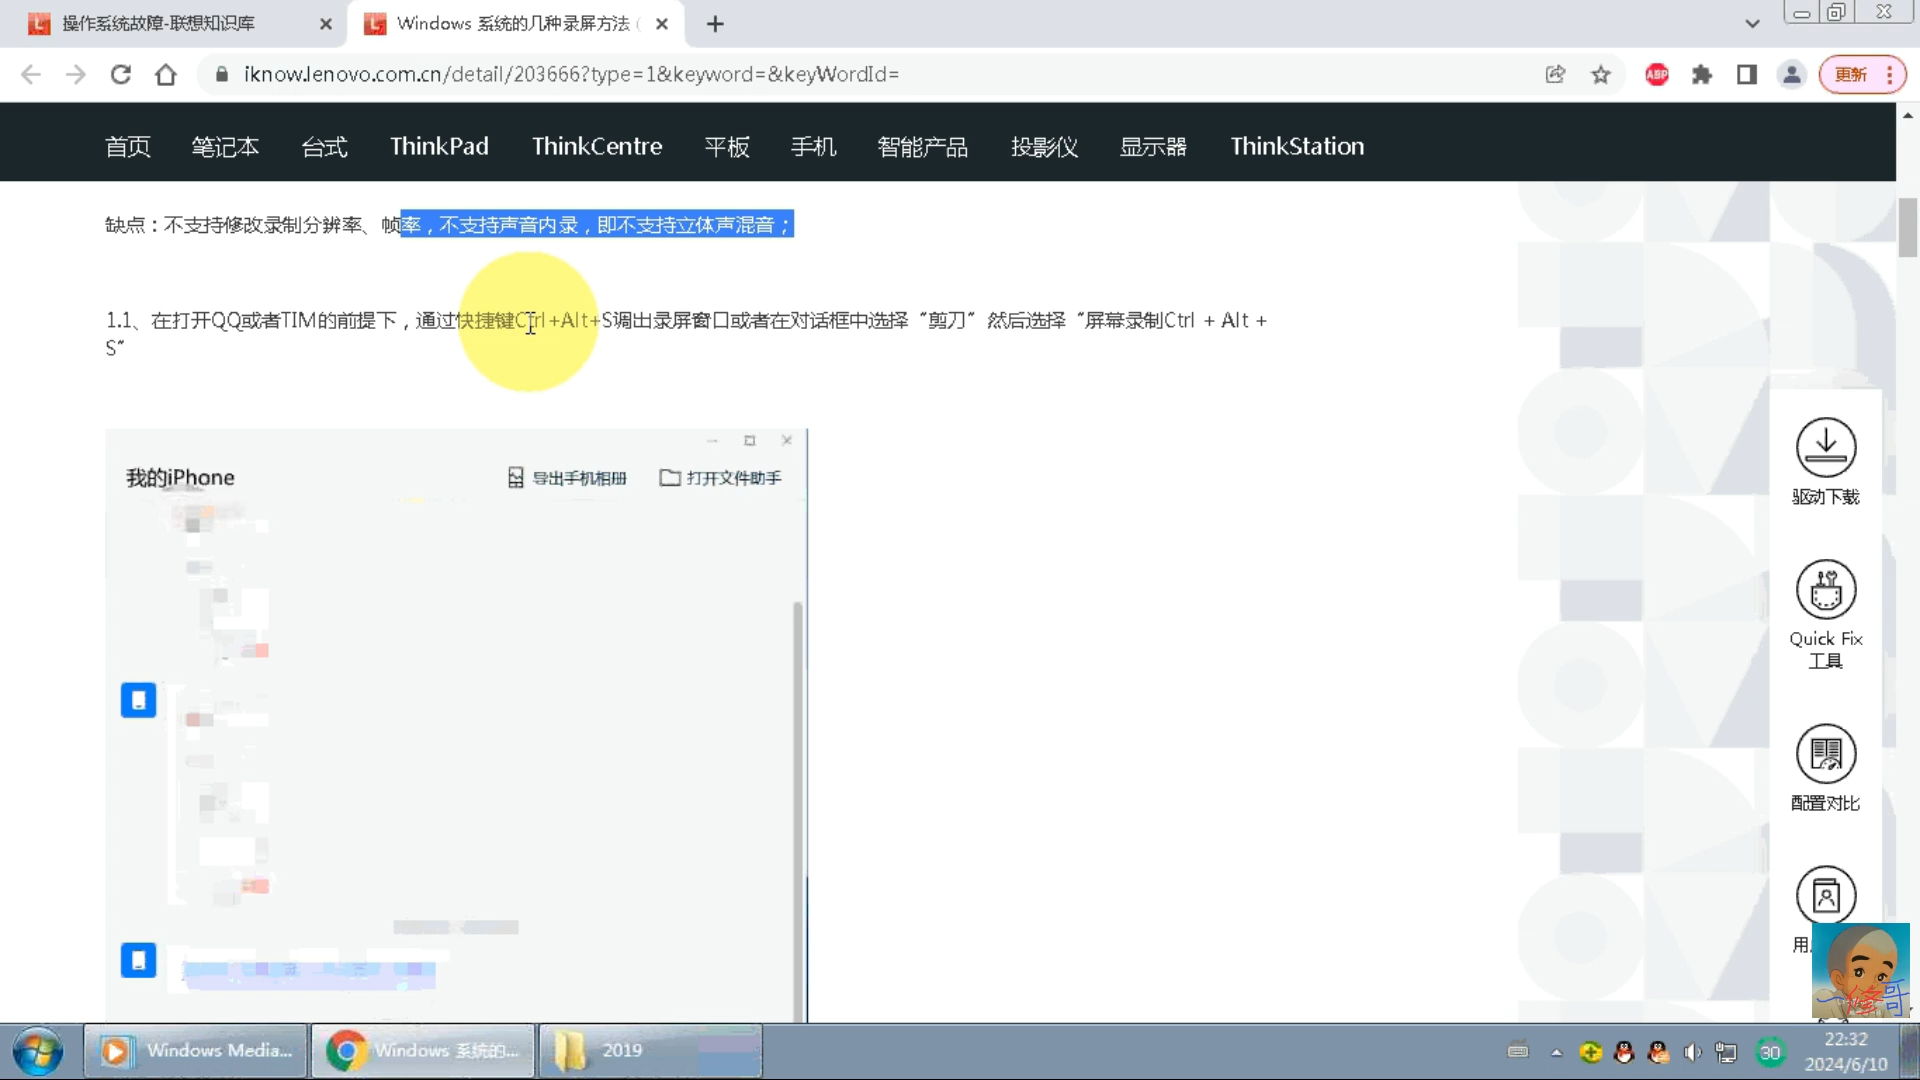 操作系统故障-联想知识库
Windows 系统的几种录屏方法 (
iknow.lenovo.com.cn/detail/203666?type=1&keyword=&keyWordId=
ABP
更新
首页 笔记本 台式 ThinkPad ThinkCentre 平板 手机 智能产品 投影仪 显示器 ThinkStation
缺点：不支持修改录制分辨率、帧率，不支持声音内录，即不支持立体声混音；
1.1、在打开QQ或者TIM的前提下，通过快捷键Ctrl+Alt+S调出录屏窗口或者在对话框中选择“剪刀”然后选择“屏幕录制Ctrl + Alt +
S”
我的iPhone
导出手机相册
打开文件助手
驱动下载
Quick Fix
工具
配置对比
用
一修哥
Windows Media...
Windows 系统的...
2019
30
22:32
2024/6/10